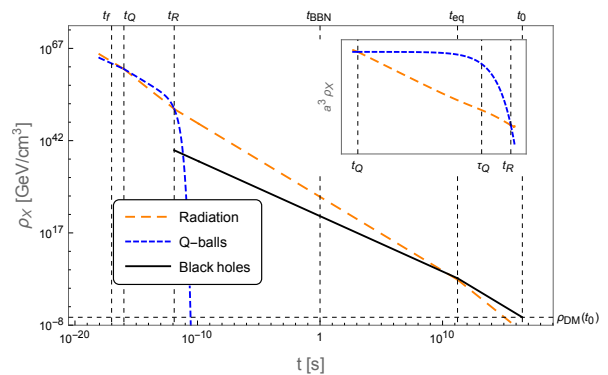 t_f t_Q t_R t_BBN t_eq t_0
10^67
10^42
10^17
10^-8
ρ_X [GeV/cm^3]
a^3 ρ_X
t_Q τ_Q t_R
Radiation
Q-balls
Black holes
ρ_DM(t_0)
10^-20 10^-10 1 10^10
t [s]